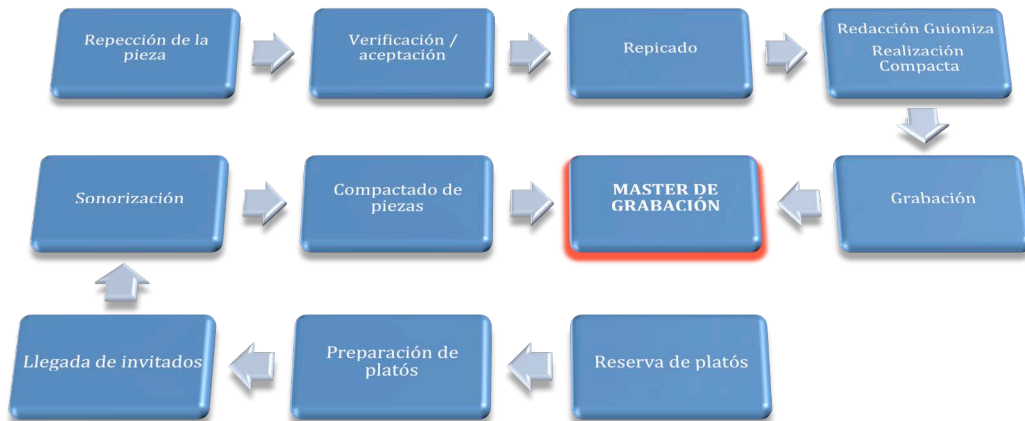 Repección de la
pieza
Verificación /
aceptación
Repicado
Redacción Guioniza
Realización
Compacta
Sonorización
Compactado de
piezas
MASTER DE
GRABACIÓN
Grabación
Llegada de invitados
Preparación de
platós
Reserva de platós